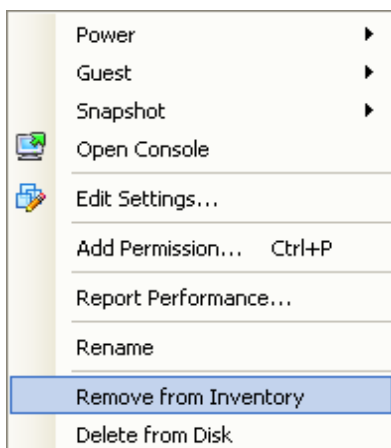 Power
Guest
Snapshot
Open Console
Edit Settings...
Add Permission... Ctrl+P
Report Performance...
Rename
Remove from Inventory
Delete from Disk